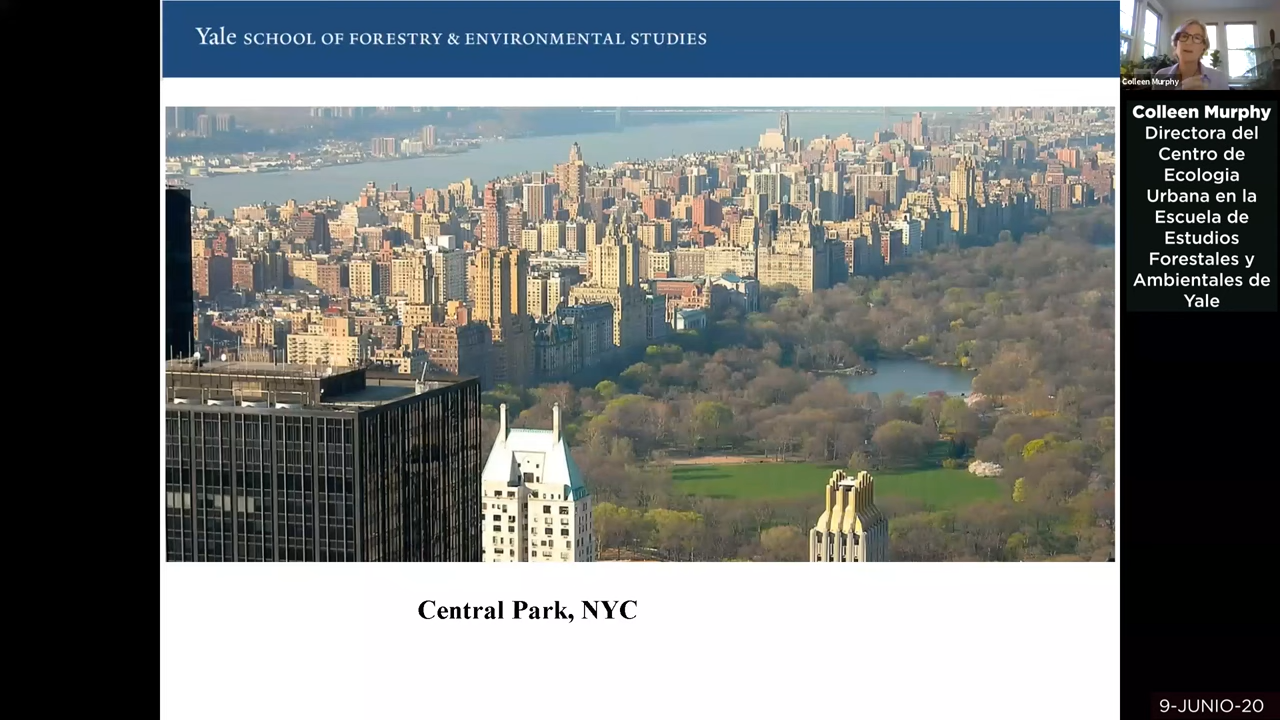 Yale SCHOOL OF FORESTRY & ENVIRONMENTAL STUDIES
Central Park, NYC
Colleen Murphy
Colleen Murphy
Directora del
Centro de
Ecologia
Urbana en la
Escuela de
Estudios
Forestales y
Ambientales de
Yale
9-JUNIO-20